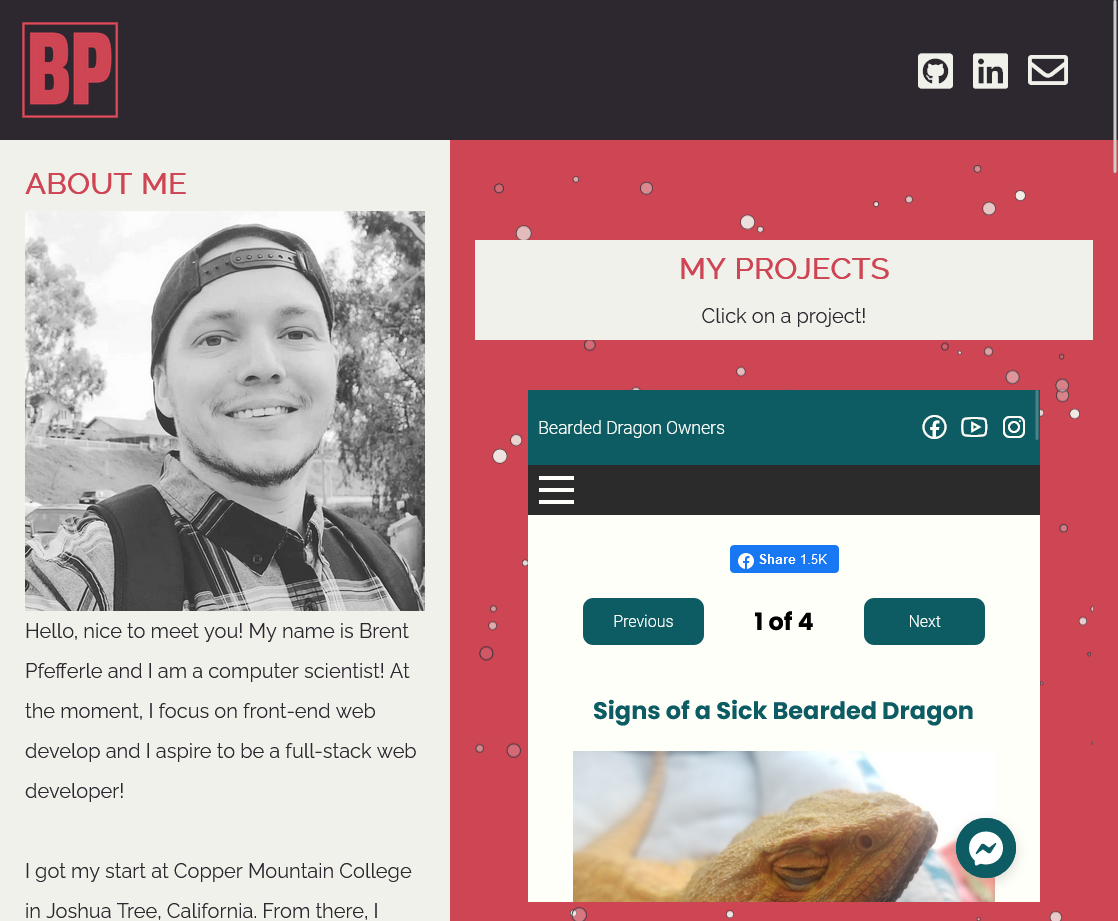 BP
ABOUT ME
Hello, nice to meet you! My name is Brent
Pfefferle and I am a computer scientist! At
the moment, I focus on front-end web
develop and I aspire to be a full-stack web
developer!
I got my start at Copper Mountain College
in Joshua Tree, California. From there, I
MY PROJECTS
Click on a project!
Bearded Dragon Owners
Share 1.5K
Previous
1 of 4
Next
Signs of a Sick Bearded Dragon